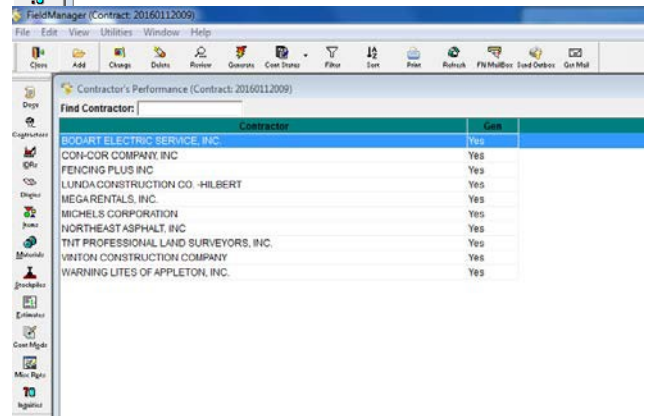 FieldManager (Contract: 20160112009)
File Edit View Utilities Window Help
Close Add Change Delete Review Generate Cont Status Filter Sort Print Refresh FN MailBox Send Outbox Get Mail
Contractor's Performance (Contract: 20160112009)
Find Contractor:
Contractor Gen
BODART ELECTRIC SERVICE, INC. Yes
CON-COR COMPANY, INC Yes
FENCING PLUS INC Yes
LUNDA CONSTRUCTION CO. -HILBERT Yes
MEGA RENTALS, INC. Yes
MICHELS CORPORATION Yes
NORTHEAST ASPHALT, INC Yes
TNT PROFESSIONAL LAND SURVEYORS, INC. Yes
VINTON CONSTRUCTION COMPANY Yes
WARNING LITES OF APPLETON, INC. Yes
Docs
Contractors
IDRs
Diaries
Items
Materials
Stockpiles
Estimates
Cont Mods
Misc Rpts
Inquiries